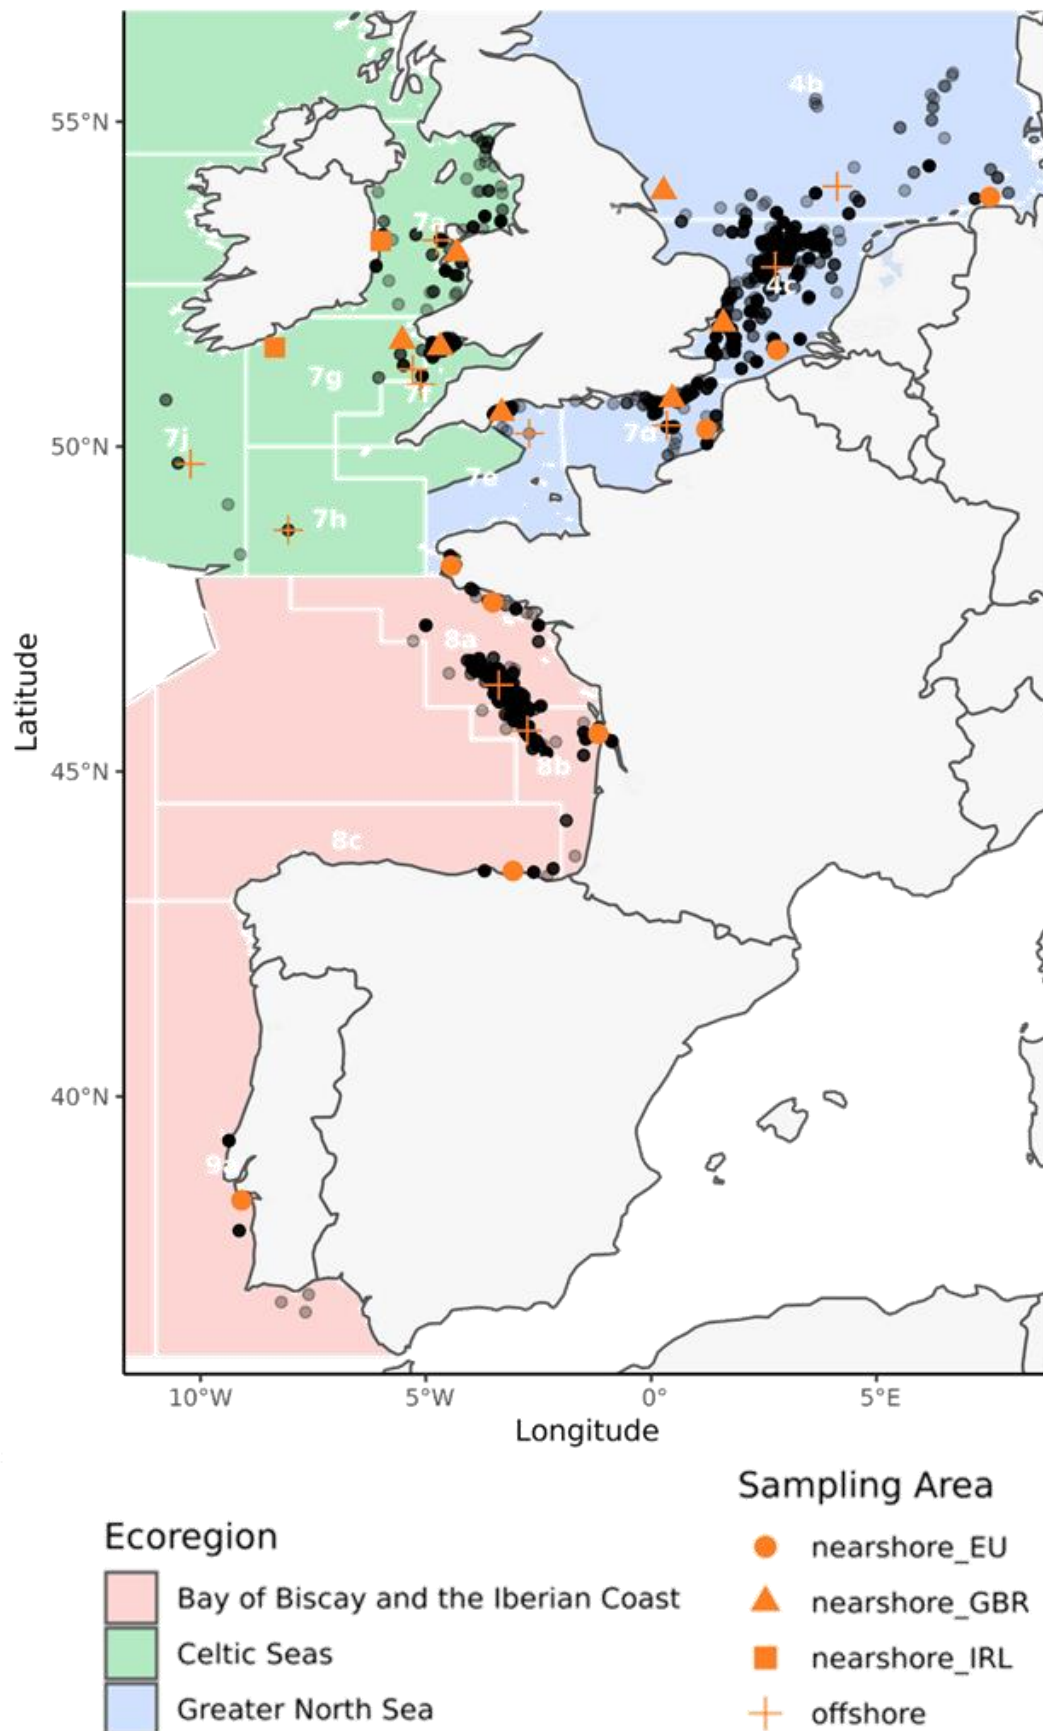 55°N
4b
7a
4c
7g
7f
7j
50°N
7d
7e
7h
8a
Latitude
45°N
8b
8c
40°N
10°W
5°W
0°
5°E
Longitude
Sampling Area
Ecoregion
nearshore_EU
Bay of Biscay and the Iberian Coast
nearshore_GBR
Celtic Seas
nearshore_IRL
Greater North Sea
offshore